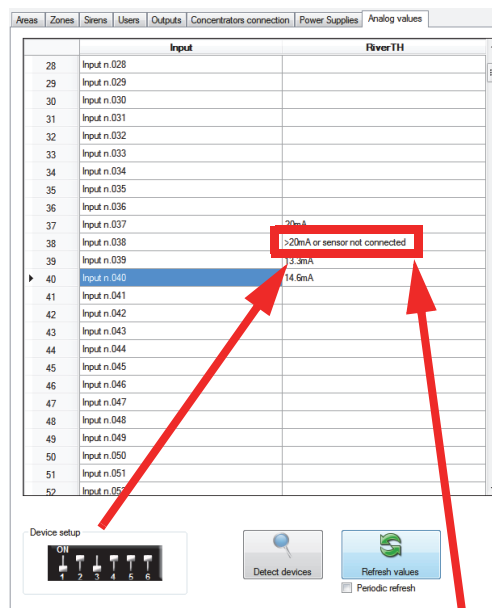 Areas Zones Sirens Users Outputs Concentrators connection Power Supplies Analog values
Input RiverTH
28 Input n.028
29 Input n.029
30 Input n.030
31 Input n.031
32 Input n.032
33 Input n.033
34 Input n.034
35 Input n.035
36 Input n.036
37 Input n.037 20mA
38 Input n.038 >20mA or sensor not connected
39 Input n.039 13.3mA
40 Input n.040 14.6mA
41 Input n.041
42 Input n.042
43 Input n.043
44 Input n.044
45 Input n.045
46 Input n.046
47 Input n.047
48 Input n.048
49 Input n.049
50 Input n.050
51 Input n.051
52 Input n.052
Device setup
ON
1 2 3 4 5 6
Detect devices
Refresh values
Periodic refresh